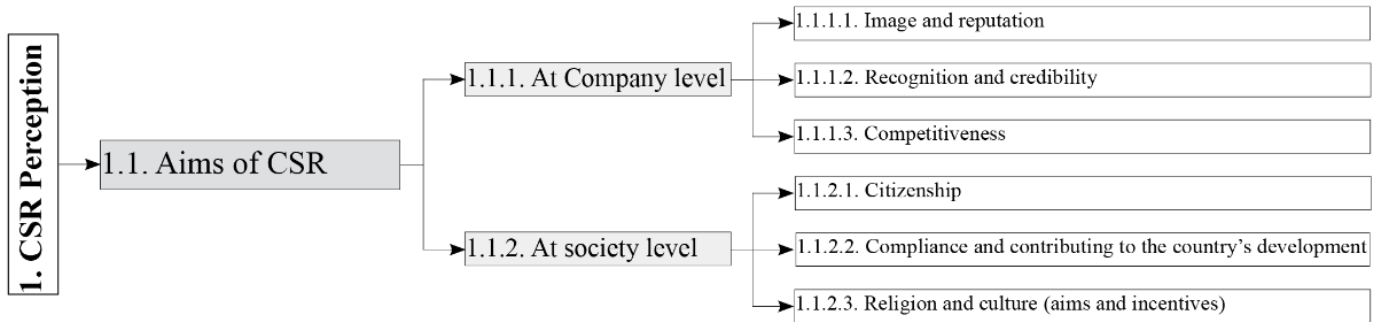 1. CSR Perception
1.1. Aims of CSR
1.1.1. At Company level
1.1.1.1. Image and reputation
1.1.1.2. Recognition and credibility
1.1.1.3. Competitiveness
1.1.2. At society level
1.1.2.1. Citizenship
1.1.2.2. Compliance and contributing to the country’s development
1.1.2.3. Religion and culture (aims and incentives)